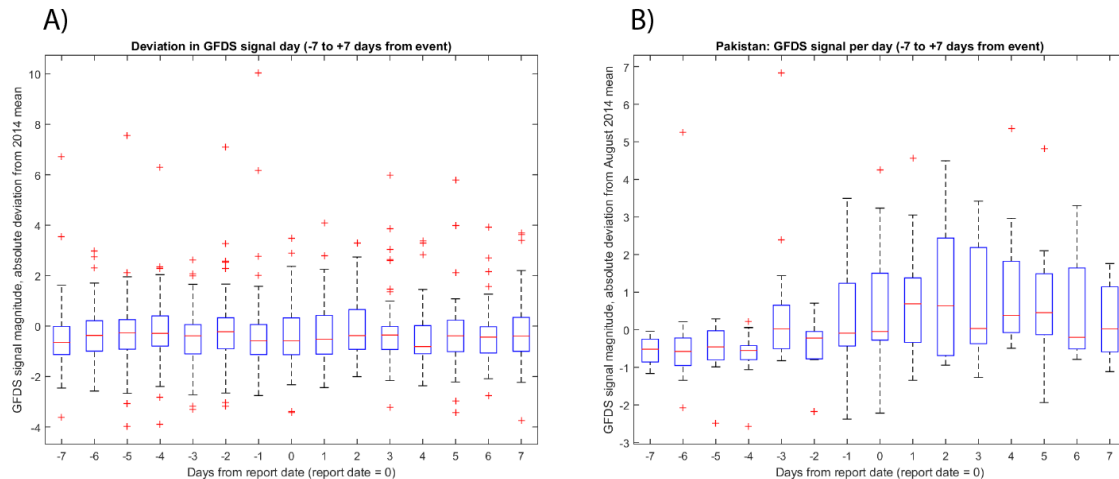 A)
Deviation in GFDS signal day (-7 to +7 days from event)
GFDS signal magnitude, absolute deviation from 2014 mean
10
8
6
4
2
0
-2
-4
-7 -6 -5 -4 -3 -2 -1 0 1 2 3 4 5 6 7
Days from report date (report date = 0)
B)
Pakistan: GFDS signal per day (-7 to +7 days from event)
GFDS signal magnitude, absolute deviation from August 2014 mean
7
6
5
4
3
2
1
0
-1
-2
-3
-7 -6 -5 -4 -3 -2 -1 0 1 2 3 4 5 6 7
Days from report date (report date = 0)